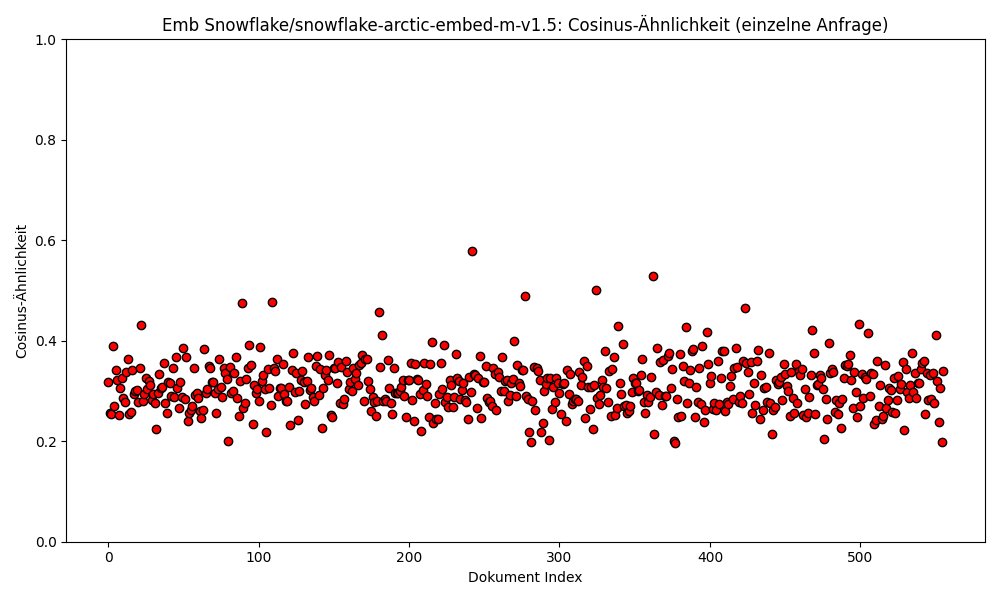 Emb Snowflake/snowflake-arctic-embed-m-v1.5: Cosinus-Ähnlichkeit (einzelne Anfrage)
1.0
0.8
0.6
0.4
0.2
0.0
Cosinus-Ähnlichkeit
0 100 200 300 400 500
Dokument Index